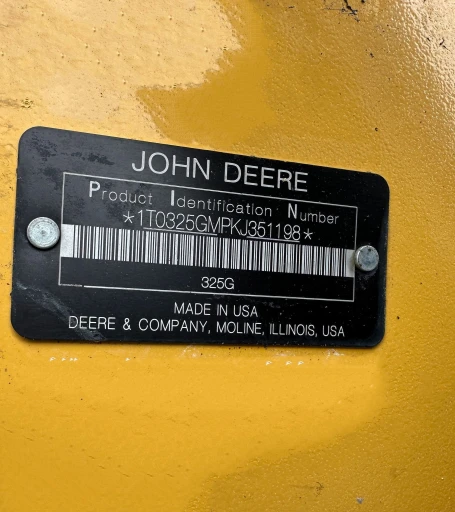 JOHN DEERE
Product Identification Number
*1T0325GMPKJ351198*
325G
MADE IN USA
DEERE & COMPANY, MOLINE, ILLINOIS, USA